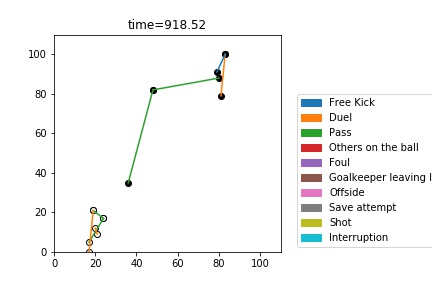 time=918.52
100
80
60
40
20
0
0 20 40 60 80 100
Free Kick
Duel
Pass
Others on the ball
Foul
Goalkeeper leaving
Offside
Save attempt
Shot
Interruption